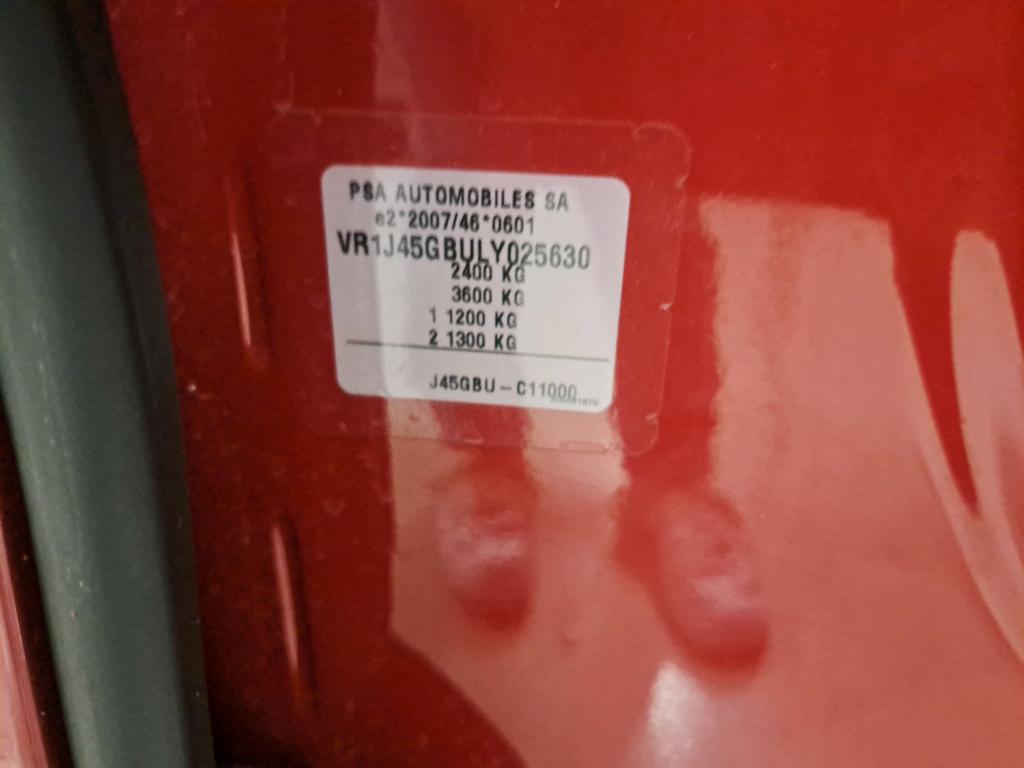 PSA AUTOMOBILES SA
e2*2007/46*0601
VR1J45GBULY025630
2400 KG
3600 KG
1 1200 KG
2 1300 KG
J45GBU - C11000